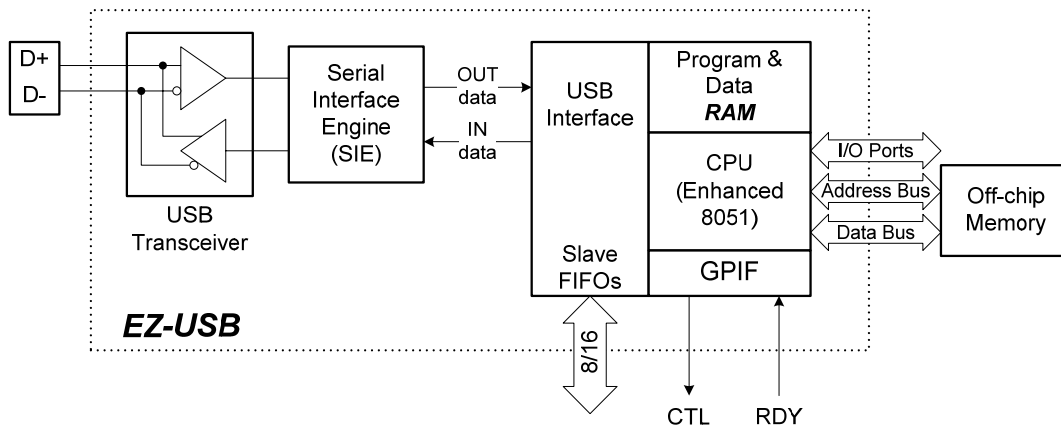 D+
D-
USB
Transceiver
Serial
Interface
Engine
(SIE)
OUT
data
IN
data
USB
Interface
Slave
FIFOs
Program &
Data
RAM
CPU
(Enhanced
8051)
GPIF
I/O Ports
Address Bus
Data Bus
Off-chip
Memory
EZ-USB
8/16
CTL
RDY